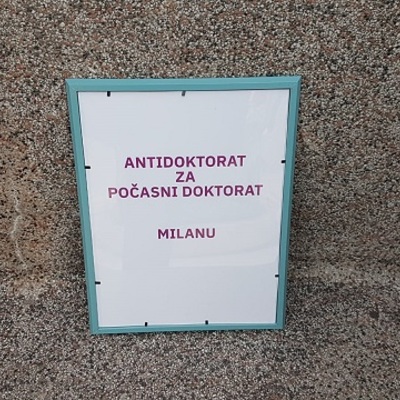 ANTIDOKTORAT
ZA
POČASNI DOKTORAT
MILANU